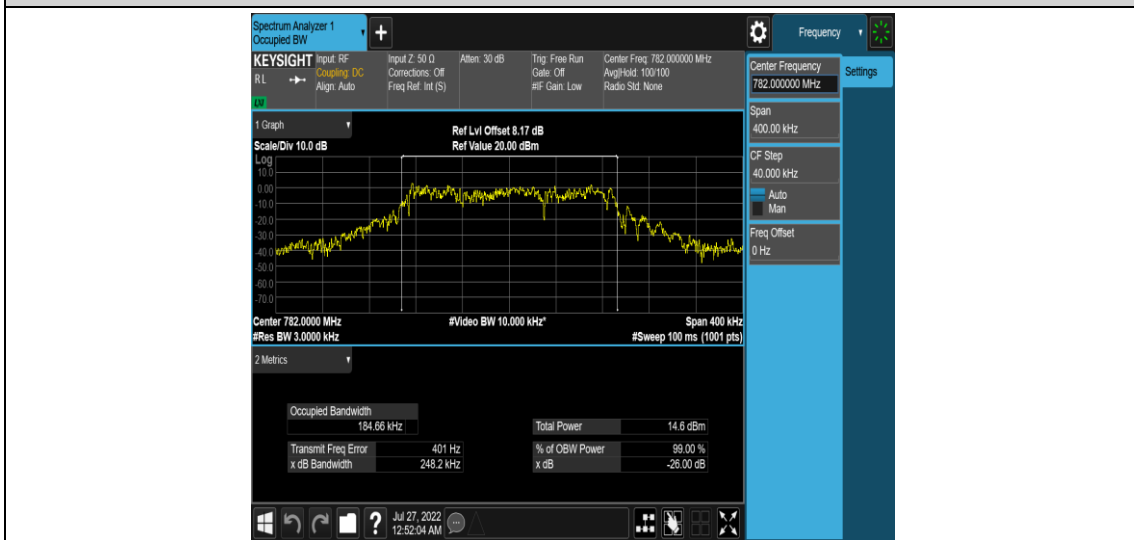 Spectrum Analyzer 1
Occupied BW
Frequency
KEYSIGHT
RL
Input: RF
Coupling: DC
Align: Auto
Input Z: 50 Ω
Corrections: Off
Freq Ref: Int (S)
Atten: 30 dB
Trig: Free Run
Gate: Off
#IF Gain: Low
Center Freq: 782.000000 MHz
Avg|Hold: 100/100
Radio Std: None
Center Frequency
782.000000 MHz
Settings
Span
400.00 kHz
CF Step
40.000 kHz
Auto
Man
Freq Offset
0 Hz
1 Graph
Scale/Div 10.0 dB
Ref Lvl Offset 8.17 dB
Ref Value 20.00 dBm
Log
10.0
0.00
-10.0
-20.0
-30.0
-40.0
-50.0
-60.0
-70.0
Center 782.0000 MHz
#Video BW 10.000 kHz*
Span 400 kHz
#Res BW 3.0000 kHz
#Sweep 100 ms (1001 pts)
2 Metrics
Occupied Bandwidth
184.66 kHz
Total Power 14.6 dBm
Transmit Freq Error 401 Hz
% of OBW Power 99.00 %
x dB Bandwidth 248.2 kHz
x dB -26.00 dB
?
Jul 27, 2022
12:52:04 AM